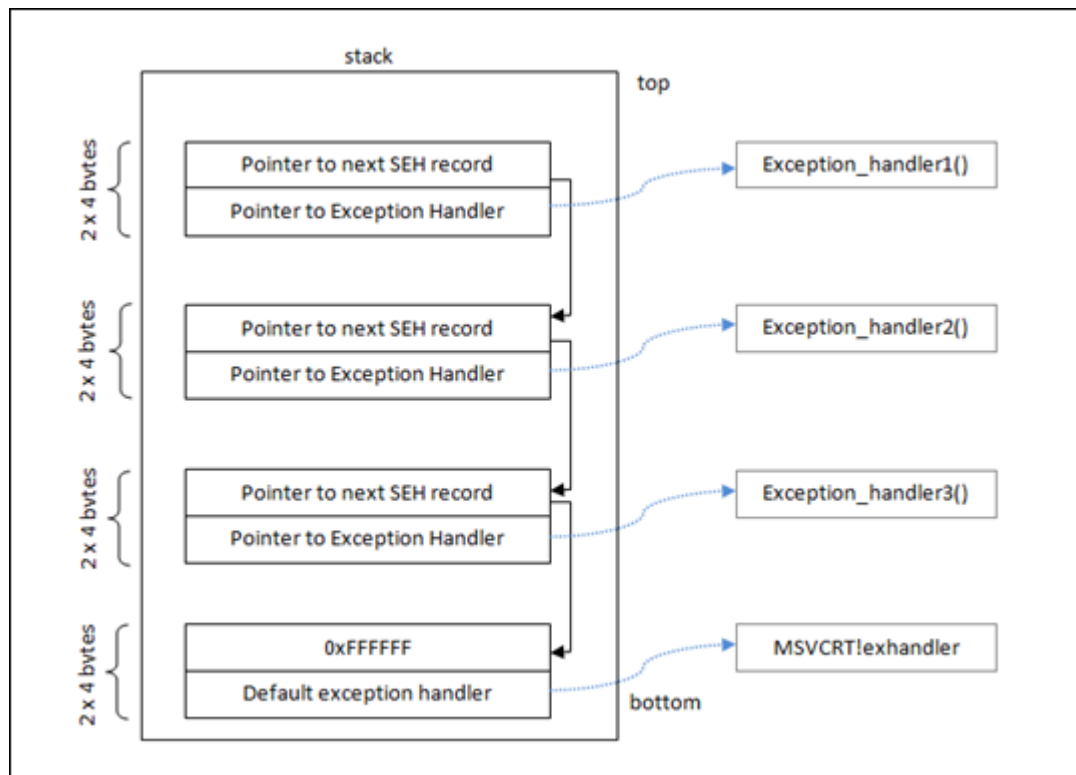 stack
top
2 x 4 bytes
Pointer to next SEH record
Pointer to Exception Handler
Exception_handler1()
2 x 4 bytes
Pointer to next SEH record
Pointer to Exception Handler
Exception_handler2()
2 x 4 bytes
Pointer to next SEH record
Pointer to Exception Handler
Exception_handler3()
2 x 4 bytes
0xFFFFFF
Default exception handler
MSVCRT!exhandler
bottom